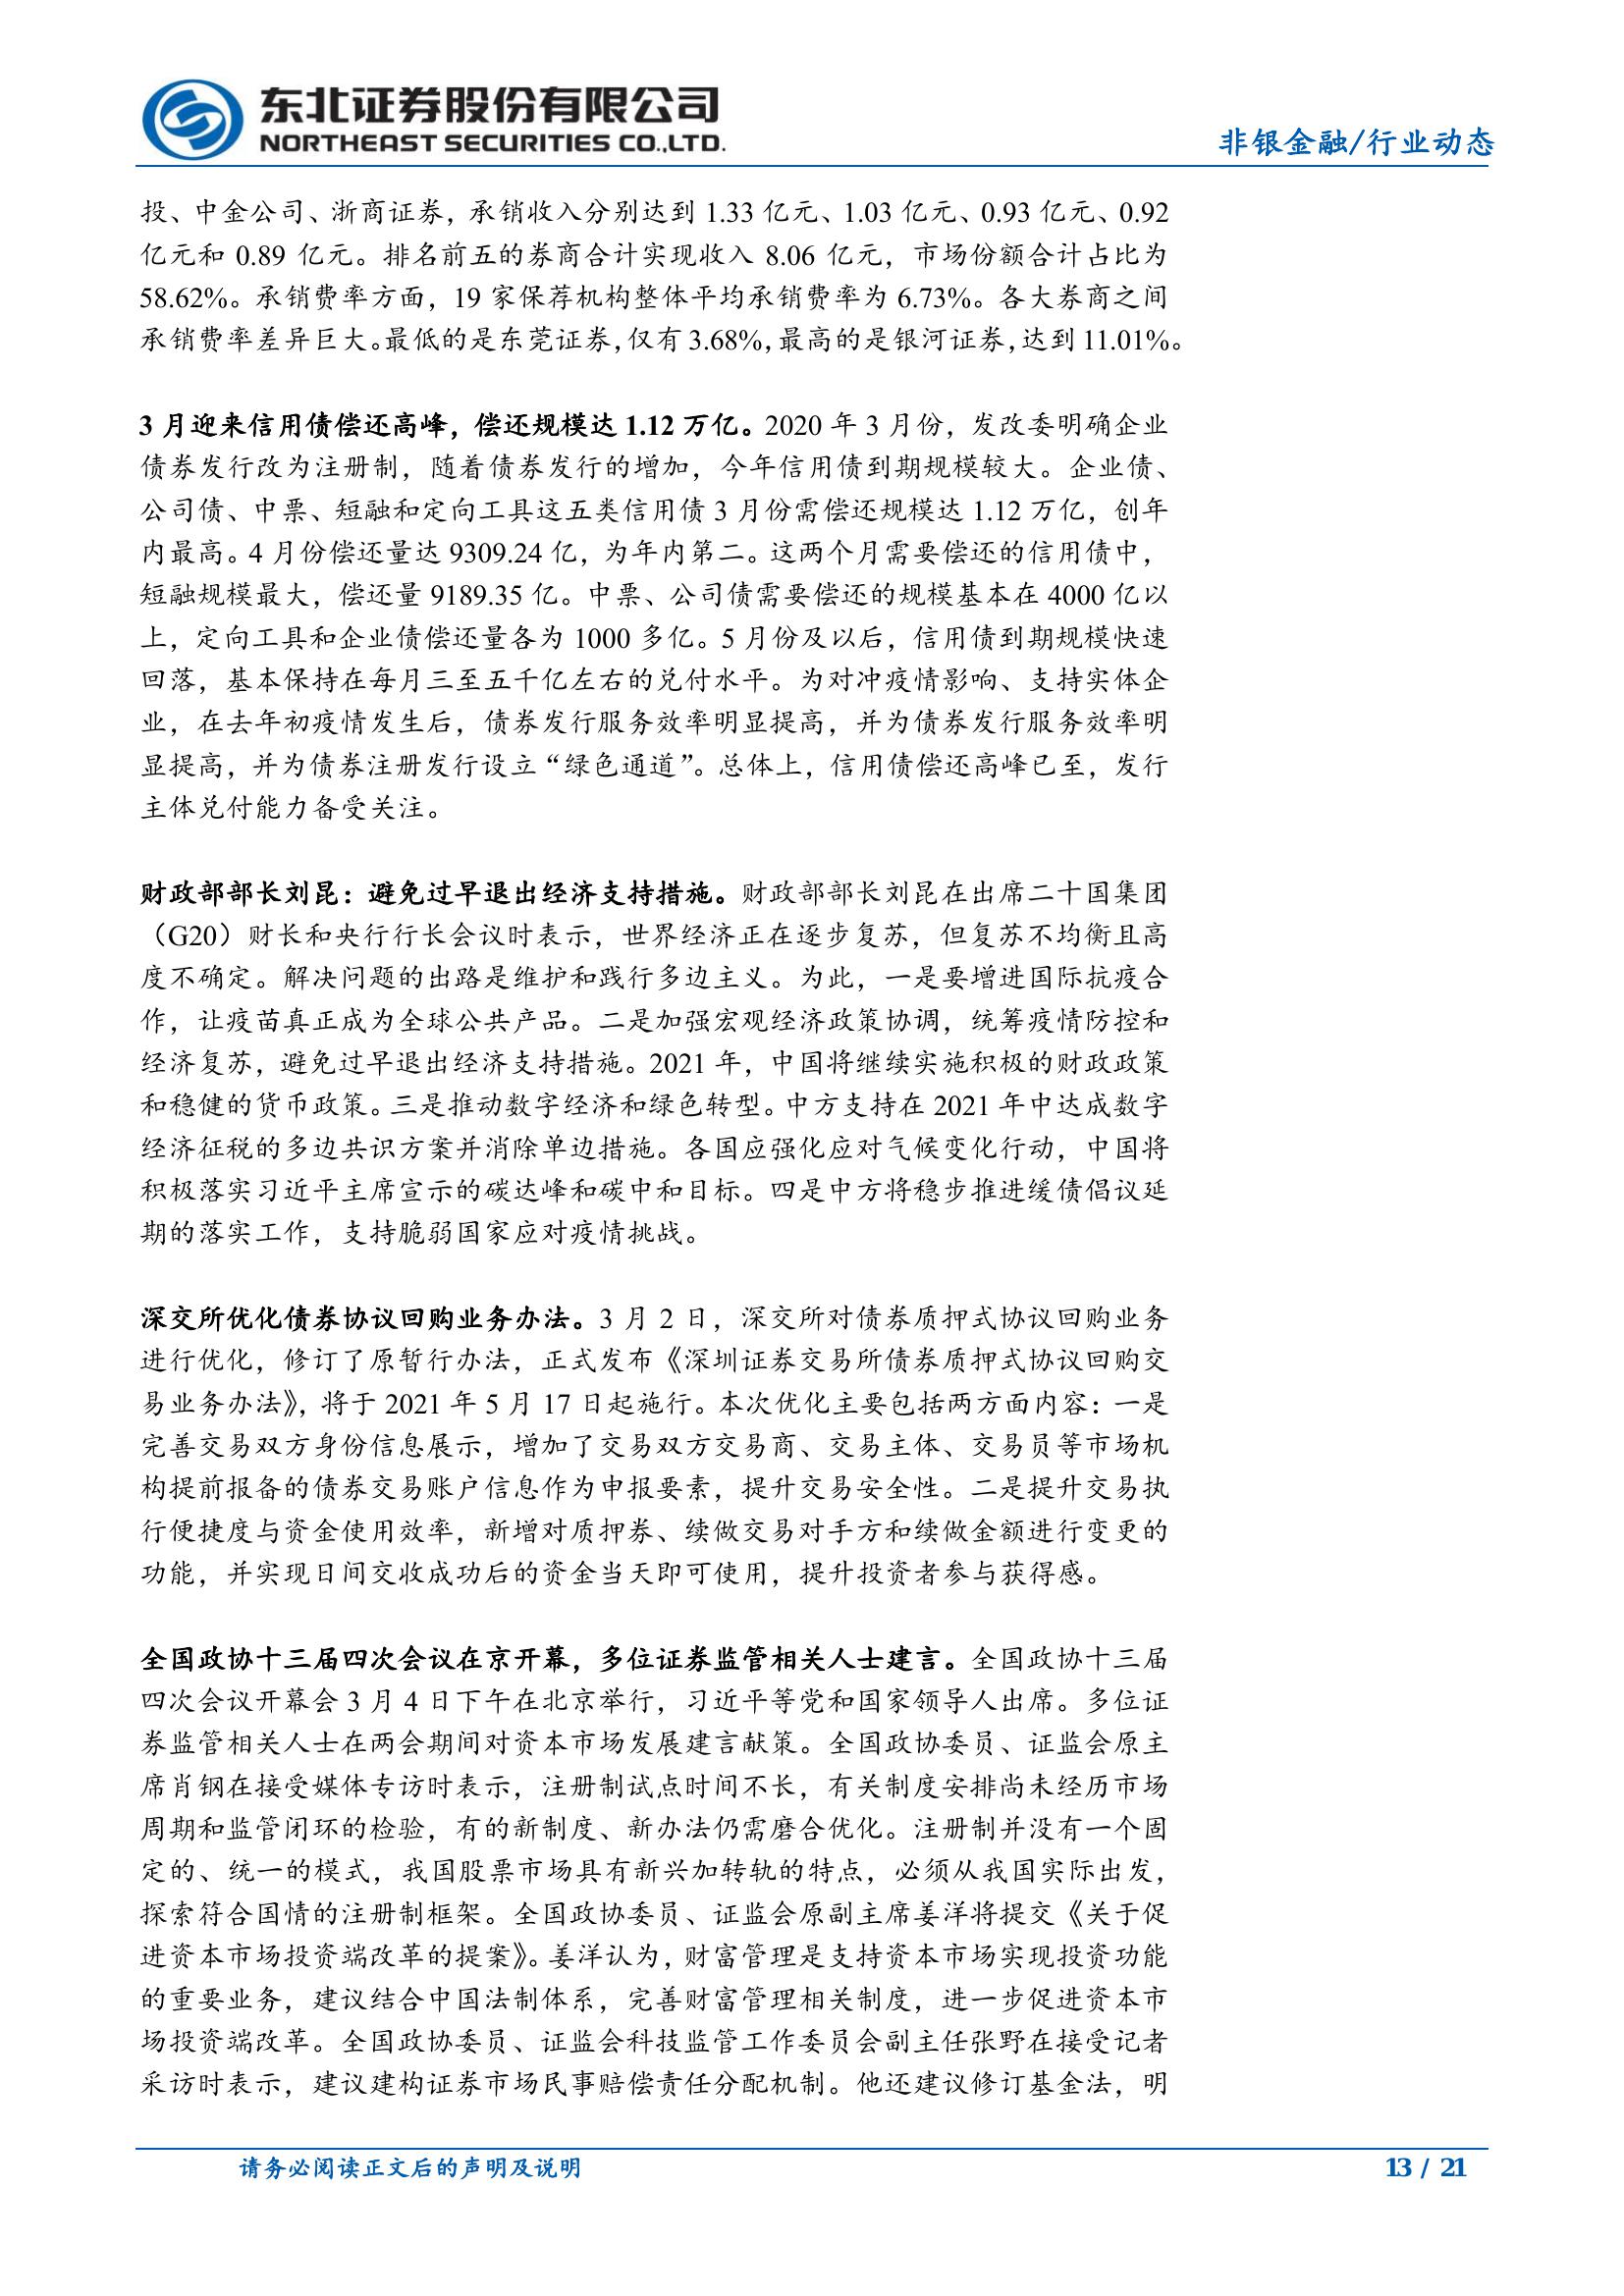 东北证券股份有限公司
NORTHEAST SECURITIES CO.,LTD.
非银金融/行业动态
投、中金公司、浙商证券，承销收入分别达到 1.33 亿元、1.03 亿元、0.93 亿元、0.92
亿元和 0.89 亿元。排名前五的券商合计实现收入 8.06 亿元，市场份额合计占比为
58.62%。承销费率方面，19 家保荐机构整体平均承销费率为 6.73%。各大券商之间
承销费率差异巨大。最低的是东莞证券，仅有 3.68%，最高的是银河证券，达到 11.01%。
3 月迎来信用债偿还高峰，偿还规模达 1.12 万亿。2020 年 3 月份，发改委明确企业
债券发行改为注册制，随着债券发行的增加，今年信用债到期规模较大。企业债、
公司债、中票、短融和定向工具这五类信用债 3 月份需偿还规模达 1.12 万亿，创年
内最高。4 月份偿还量达 9309.24 亿，为年内第二。这两个月需要偿还的信用债中，
短融规模最大，偿还量 9189.35 亿。中票、公司债需要偿还的规模基本在 4000 亿以
上，定向工具和企业债偿还量各为 1000 多亿。5 月份及以后，信用债到期规模快速
回落，基本保持在每月三至五千亿左右的兑付水平。为对冲疫情影响、支持实体企
业，在去年初疫情发生后，债券发行服务效率明显提高，并为债券发行服务效率明
显提高，并为债券注册发行设立“绿色通道”。总体上，信用债偿还高峰已至，发行
主体兑付能力备受关注。
财政部部长刘昆：避免过早退出经济支持措施。财政部部长刘昆在出席二十国集团
（G20）财长和央行行长会议时表示，世界经济正在逐步复苏，但复苏不均衡且高
度不确定。解决问题的出路是维护和践行多边主义。为此，一是要增进国际抗疫合
作，让疫苗真正成为全球公共产品。二是加强宏观经济政策协调，统筹疫情防控和
经济复苏，避免过早退出经济支持措施。2021 年，中国将继续实施积极的财政政策
和稳健的货币政策。三是推动数字经济和绿色转型。中方支持在 2021 年中达成数字
经济征税的多边共识方案并消除单边措施。各国应强化应对气候变化行动，中国将
积极落实习近平主席宣示的碳达峰和碳中和目标。四是中方将稳步推进缓债倡议延
期的落实工作，支持脆弱国家应对疫情挑战。
深交所优化债券协议回购业务办法。3 月 2 日，深交所对债券质押式协议回购业务
进行优化，修订了原暂行办法，正式发布《深圳证券交易所债券质押式协议回购交
易业务办法》，将于 2021 年 5 月 17 日起施行。本次优化主要包括两方面内容：一是
完善交易双方身份信息展示，增加了交易双方交易商、交易主体、交易员等市场机
构提前报备的债券交易账户信息作为申报要素，提升交易安全性。二是提升交易执
行便捷度与资金使用效率，新增对质押券、续做交易对手方和续做金额进行变更的
功能，并实现日间交收成功后的资金当天即可使用，提升投资者参与获得感。
全国政协十三届四次会议在京开幕，多位证券监管相关人士建言。全国政协十三届
四次会议开幕会 3 月 4 日下午在北京举行，习近平等党和国家领导人出席。多位证
券监管相关人士在两会期间对资本市场发展建言献策。全国政协委员、证监会原主
席肖钢在接受媒体专访时表示，注册制试点时间不长，有关制度安排尚未经历市场
周期和监管闭环的检验，有的新制度、新办法仍需磨合优化。注册制并没有一个固
定的、统一的模式，我国股票市场具有新兴加转轨的特点，必须从我国实际出发，
探索符合国情的注册制框架。全国政协委员、证监会原副主席姜洋将提交《关于促
进资本市场投资端改革的提案》。姜洋认为，财富管理是支持资本市场实现投资功能
的重要业务，建议结合中国法制体系，完善财富管理相关制度，进一步促进资本市
场投资端改革。全国政协委员、证监会科技监管工作委员会副主任张野在接受记者
采访时表示，建议建构证券市场民事赔偿责任分配机制。他还建议修订基金法，明
请务必阅读正文后的声明及说明
13 / 21